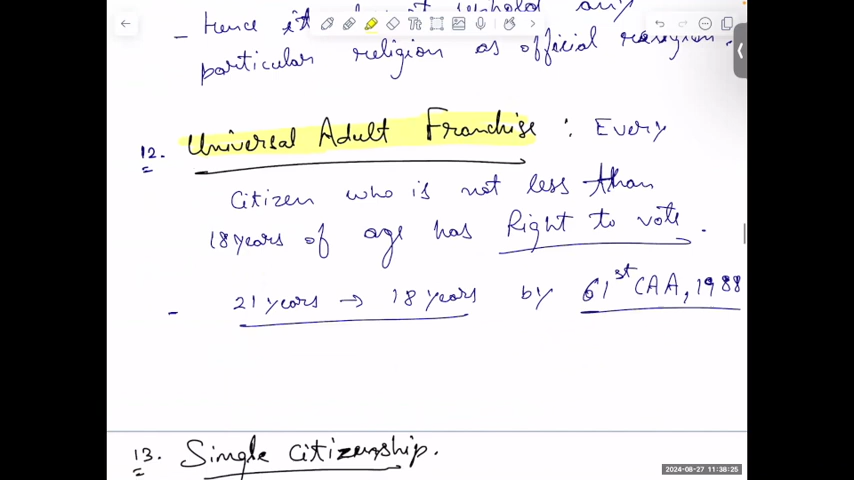 - Hence it
particular religion as official
12. Universal Adult Franchise : Every
citizen who is not less than
18 years of age has Right to vote.
- 21 years → 18 years by 61st CAA, 1988
13. Single citizenship.
2024-08-27 11:38:25